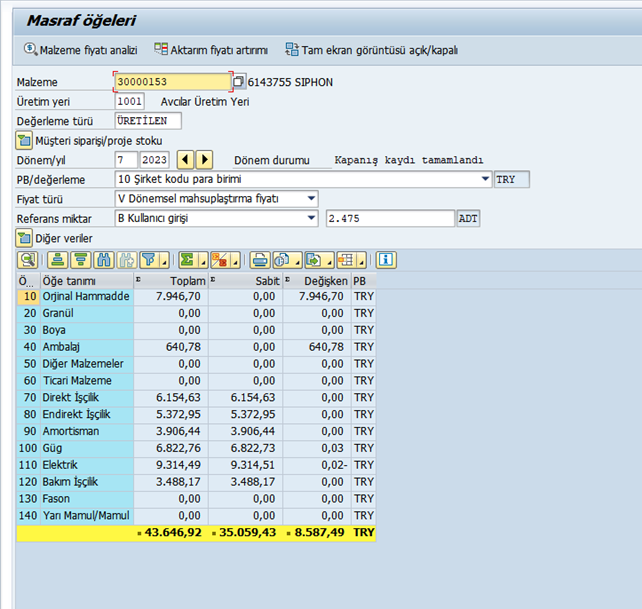 Masraf öğeleri
Malzeme fiyatı analizi Aktarım fiyatı artırımı Tam ekran görüntüsü açık/kapalı
Malzeme 30000153 6143755 SIPHON
Üretim yeri 1001 Avcılar Üretim Yeri
Değerleme türü ÜRETİLEN
Müşteri siparişi/proje stoku
Dönem/yıl 7 2023 Dönem durumu Kapanış kaydı tamamlandı
PB/değerleme 10 Şirket kodu para birimi TRY
Fiyat türü V Dönemsel mahsuplaştırma fiyatı
Referans miktar B Kullanıcı girişi 2.475 ADT
Diğer veriler
Ö... Öğe tanımı Σ Toplam Σ Sabit Σ Değişken PB
10 Orjinal Hammadde 7.946,70 0,00 7.946,70 TRY
20 Granül 0,00 0,00 0,00 TRY
30 Boya 0,00 0,00 0,00 TRY
40 Ambalaj 640,78 0,00 640,78 TRY
50 Diğer Malzemeler 0,00 0,00 0,00 TRY
60 Ticari Malzeme 0,00 0,00 0,00 TRY
70 Direkt İşçilik 6.154,63 6.154,63 0,00 TRY
80 Endirekt İşçilik 5.372,95 5.372,95 0,00 TRY
90 Amortisman 3.906,44 3.906,44 0,00 TRY
100 Güg 6.822,76 6.822,73 0,03 TRY
110 Elektrik 9.314,49 9.314,51 0,02- TRY
120 Bakım İşçilik 3.488,17 3.488,17 0,00 TRY
130 Fason 0,00 0,00 0,00 TRY
140 Yarı Mamul/Mamul 0,00 0,00 0,00 TRY
▪ 43.646,92 ▪ 35.059,43 ▪ 8.587,49 TRY